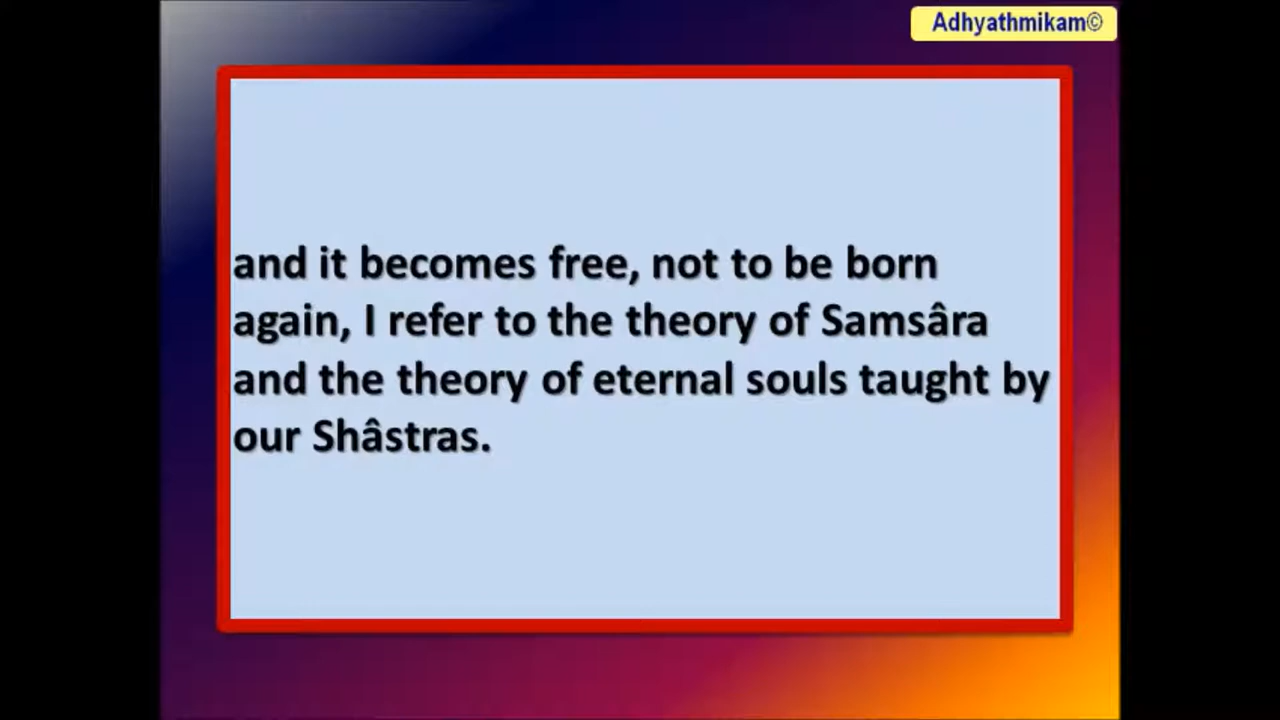 Adhyathmikam©
and it becomes free, not to be born
again, I refer to the theory of Samsâra
and the theory of eternal souls taught by
our Shâstras.